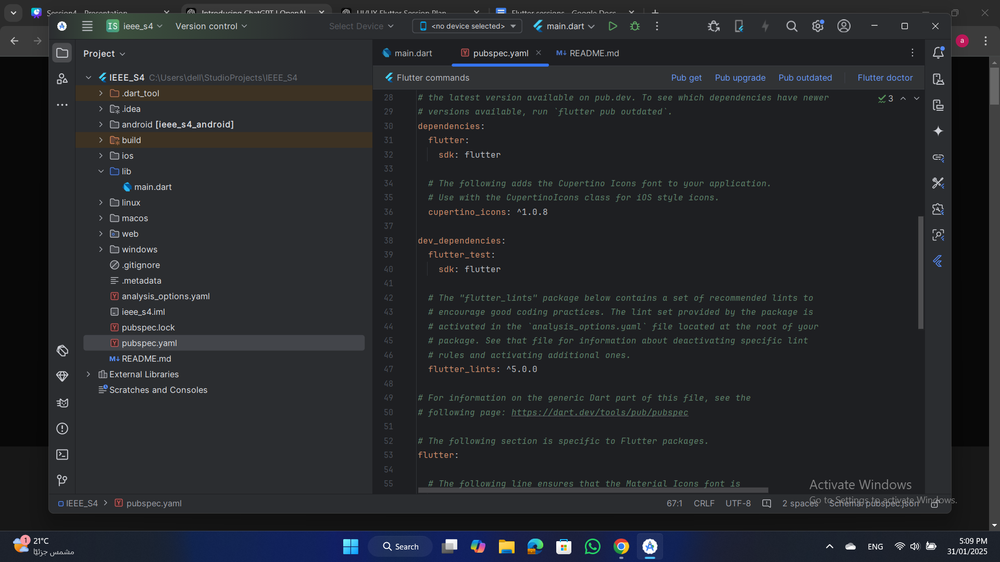 Session4 - Presentation
Introducing ChatGPT | OpenAI
UI/UX Flutter Session Plan
Flutter sessions - Google Docs
a
IS ieee_s4
Version control
Select Device
<no device selected>
main.dart
Project
main.dart
pubspec.yaml
M↓ README.md
Flutter commands
Pub get
Pub upgrade
Pub outdated
Flutter doctor
IEEE_S4 C:\Users\dell\StudioProjects\IEEE_S4
.dart_tool
.idea
android [ieee_s4_android]
build
ios
lib
main.dart
linux
macos
web
windows
.gitignore
.metadata
analysis_options.yaml
ieee_s4.iml
pubspec.lock
pubspec.yaml
M↓ README.md
External Libraries
Scratches and Consoles
3
28 # the latest version available on pub.dev. To see which dependencies have newer
29 # versions available, run `flutter pub outdated`.
30 dependencies:
31 flutter:
32 sdk: flutter
33
34 # The following adds the Cupertino Icons font to your application.
35 # Use with the CupertinoIcons class for iOS style icons.
36 cupertino_icons: ^1.0.8
37
38 dev_dependencies:
39 flutter_test:
40 sdk: flutter
41
42 # The "flutter_lints" package below contains a set of recommended lints to
43 # encourage good coding practices. The lint set provided by the package is
44 # activated in the `analysis_options.yaml` file located at the root of your
45 # package. See that file for information about deactivating specific lint
46 # rules and activating additional ones.
47 flutter_lints: ^5.0.0
48
49 # For information on the generic Dart part of this file, see the
50 # following page: https://dart.dev/tools/pub/pubspec
51
52 # The following section is specific to Flutter packages.
53 flutter:
54
55 # The following line ensures that the Material Icons font is
Activate Windows
Go to Settings to activate Windows.
IEEE_S4 > pubspec.yaml
67:1 CRLF UTF-8 2 spaces Schema: pubspec.json
1
21°C
مشمس جزئيًا
Search
ENG
5:09 PM
31/01/2025